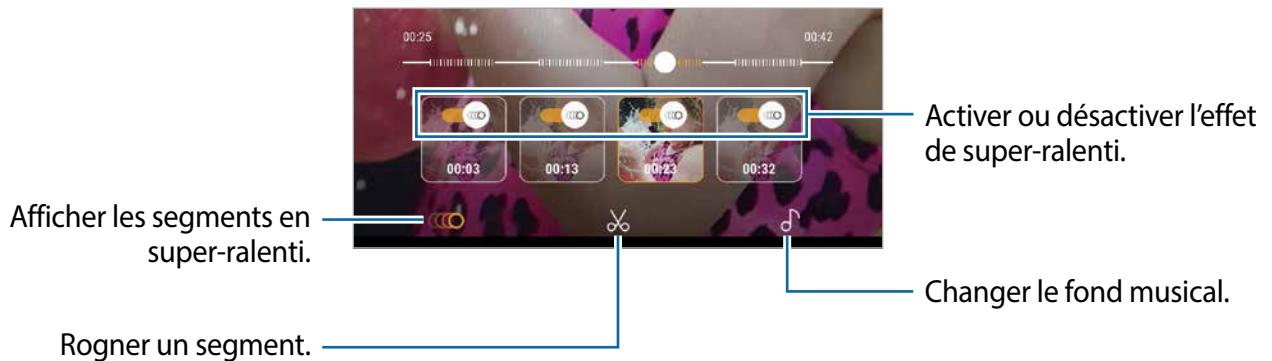 00:25
00:42
00:03
00:13
00:23
00:32
Activer ou désactiver l'effet
de super-ralenti.
Afficher les segments en
super-ralenti.
Changer le fond musical.
Rogner un segment.